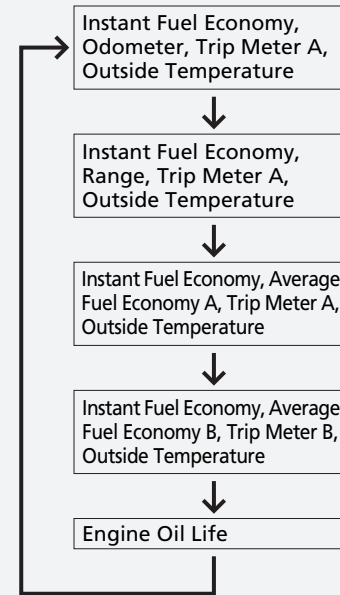 Instant Fuel Economy,
Odometer, Trip Meter A,
Outside Temperature
Instant Fuel Economy,
Range, Trip Meter A,
Outside Temperature
Instant Fuel Economy, Average
Fuel Economy A, Trip Meter A,
Outside Temperature
Instant Fuel Economy, Average
Fuel Economy B, Trip Meter B,
Outside Temperature
Engine Oil Life